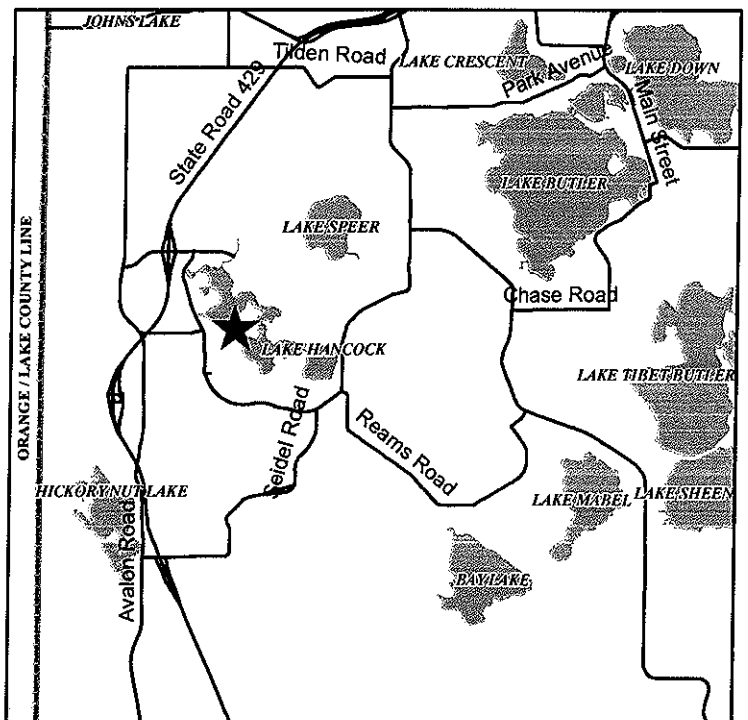 JOHNS LAKE
Tilden Road
LAKE CRESCENT
Park Avenue
LAKE DOWN
State Road 429
Main Street
LAKE BUTLER
LAKE SPEER
ORANGE / LAKE COUNTY LINE
Chase Road
LAKE HANCOCK
LAKE TIBET BUTLER
Seidel Road
Reams Road
HICKORY NUT LAKE
LAKE MABEL
LAKE SHEEN
Avalon Road
BAY LAKE